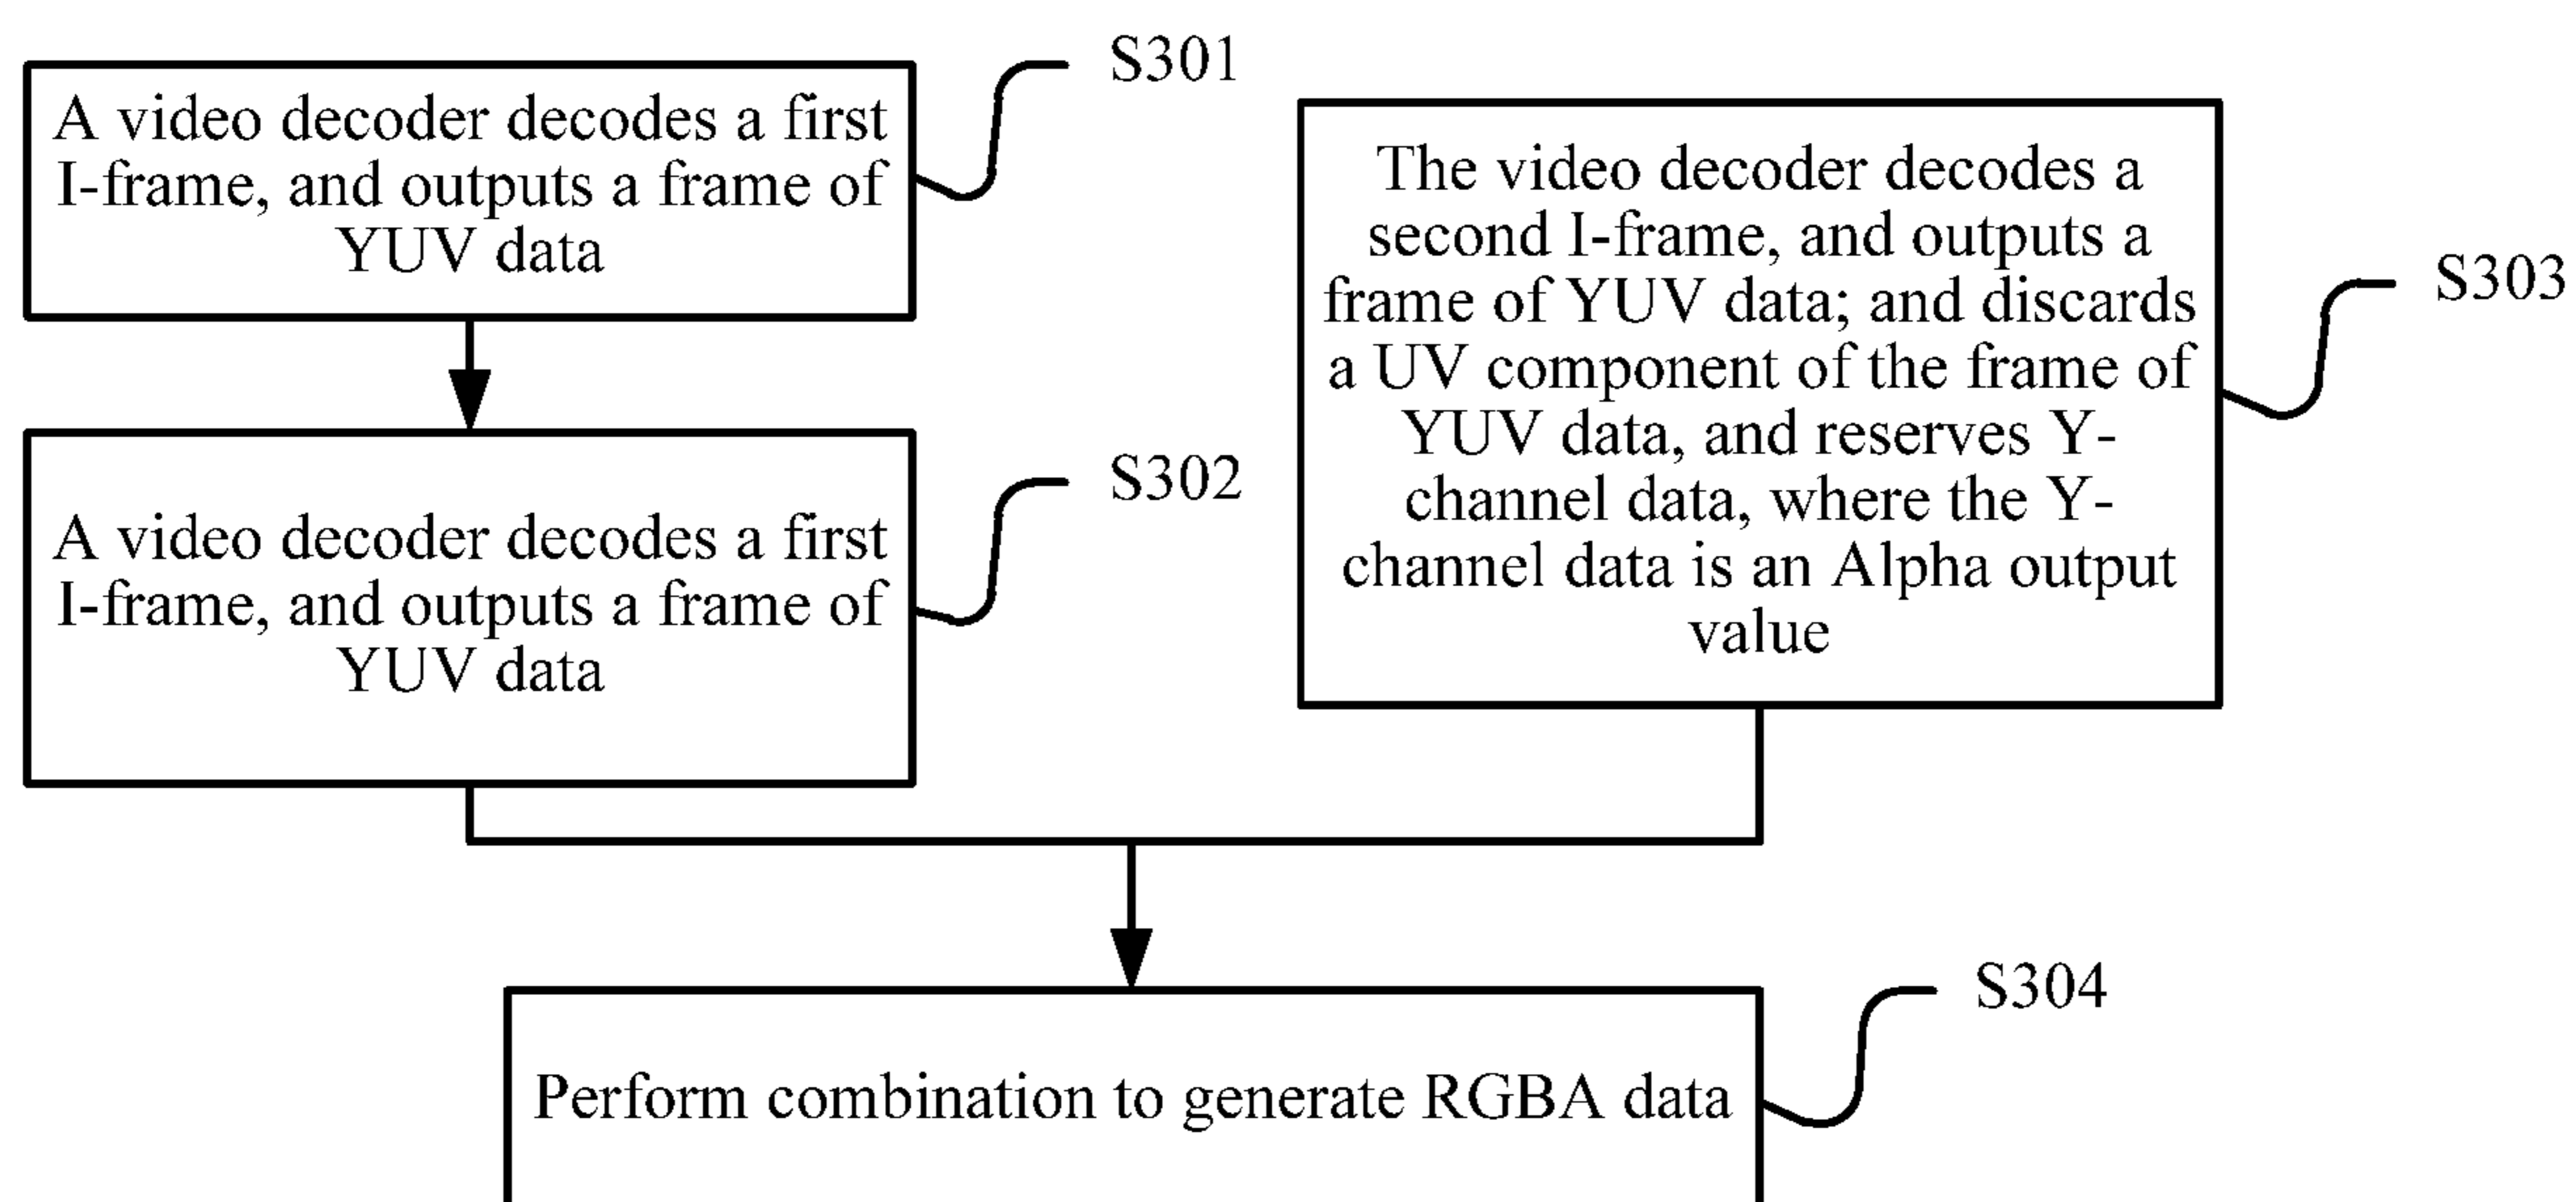 S301
A video decoder decodes a first
I-frame, and outputs a frame of
YUV data
S302
A video decoder decodes a first
I-frame, and outputs a frame of
YUV data
S303
The video decoder decodes a
second I-frame, and outputs a
frame of YUV data; and discards
a UV component of the frame of
YUV data, and reserves Y-
channel data, where the Y-
channel data is an Alpha output
value
S304
Perform combination to generate RGBA data